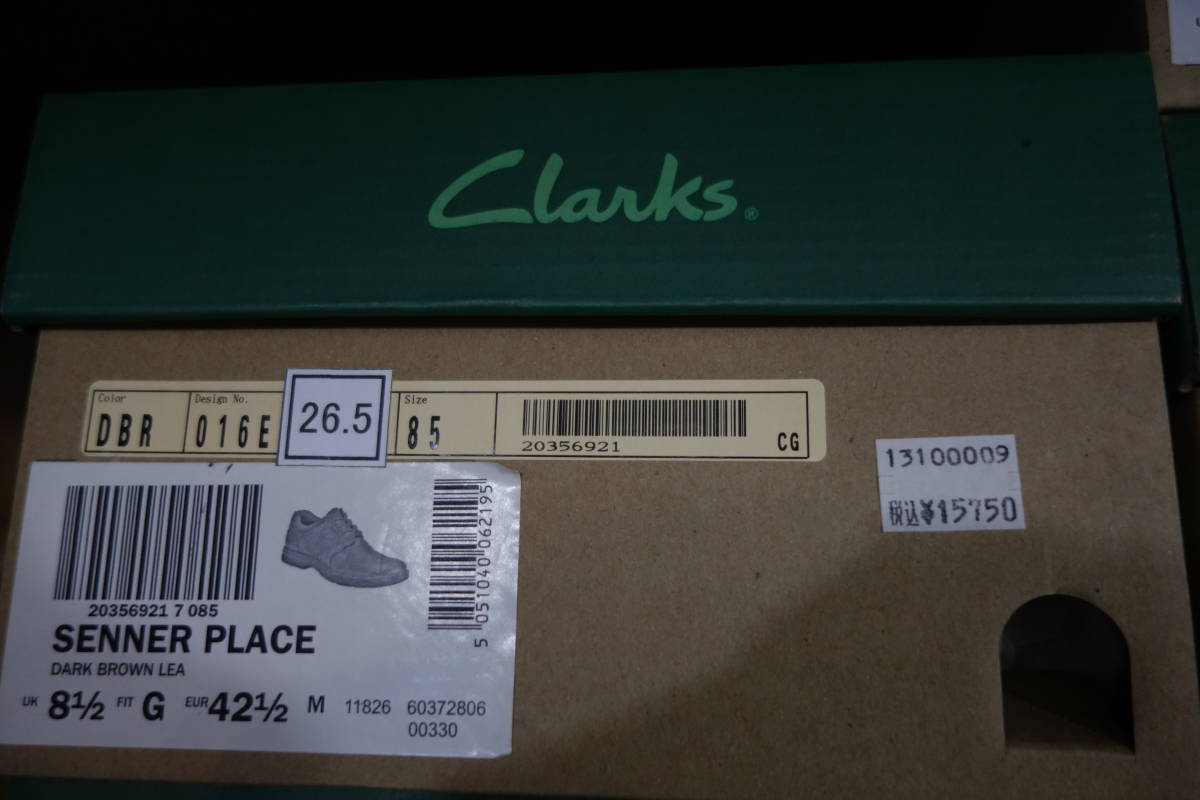 Clarks®
Color
DBR
Design No.
016E
26.5
Size
85
20356921
CG
13100009
税込¥15750
20356921 7 085
5 051040 062195
SENNER PLACE
DARK BROWN LEA
UK 8½ FIT G EUR 42½ M 11826 60372806
00330